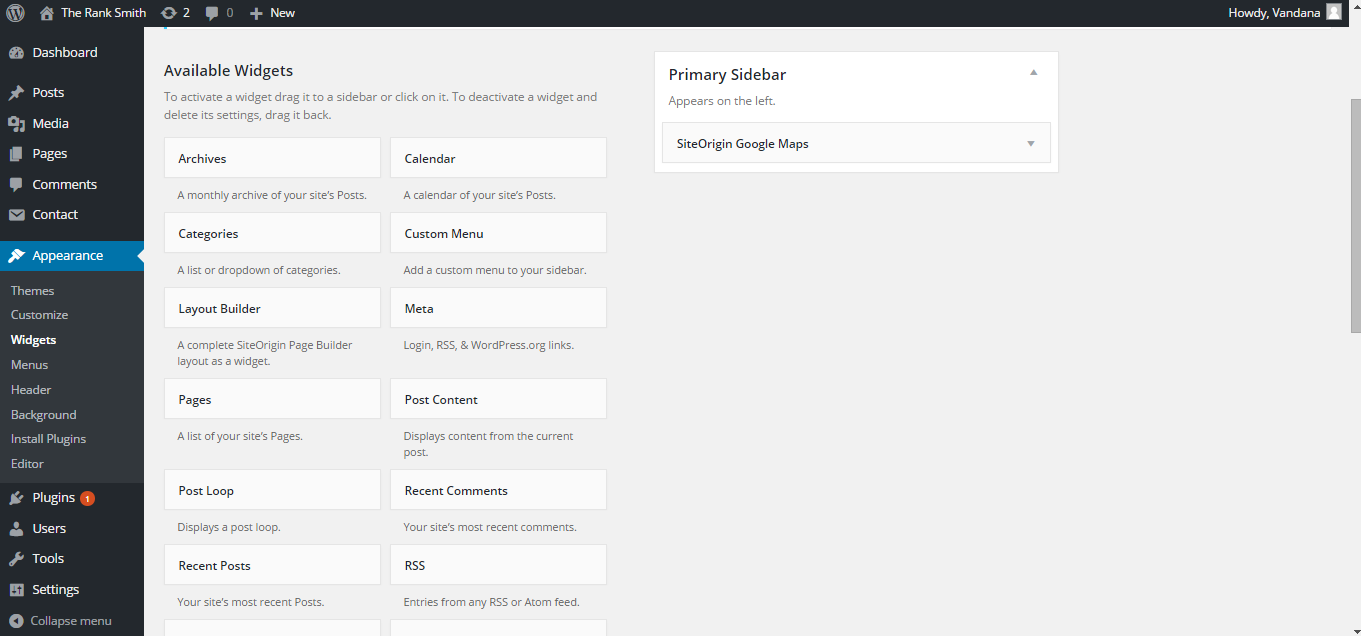 The Rank Smith 2 0 New Howdy, Vandana
Dashboard
Posts
Media
Pages
Comments
Contact
Appearance
Themes
Customize
Widgets
Menus
Header
Background
Install Plugins
Editor
Plugins 1
Users
Tools
Settings
Collapse menu
Available Widgets
To activate a widget drag it to a sidebar or click on it. To deactivate a widget and
delete its settings, drag it back.
Archives
A monthly archive of your site's Posts.
Calendar
A calendar of your site's Posts.
Categories
A list or dropdown of categories.
Custom Menu
Add a custom menu to your sidebar.
Layout Builder
A complete SiteOrigin Page Builder
layout as a widget.
Meta
Login, RSS, & WordPress.org links.
Pages
A list of your site's Pages.
Post Content
Displays content from the current
post.
Post Loop
Displays a post loop.
Recent Comments
Your site's most recent comments.
Recent Posts
Your site's most recent Posts.
RSS
Entries from any RSS or Atom feed.
Primary Sidebar
Appears on the left.
SiteOrigin Google Maps